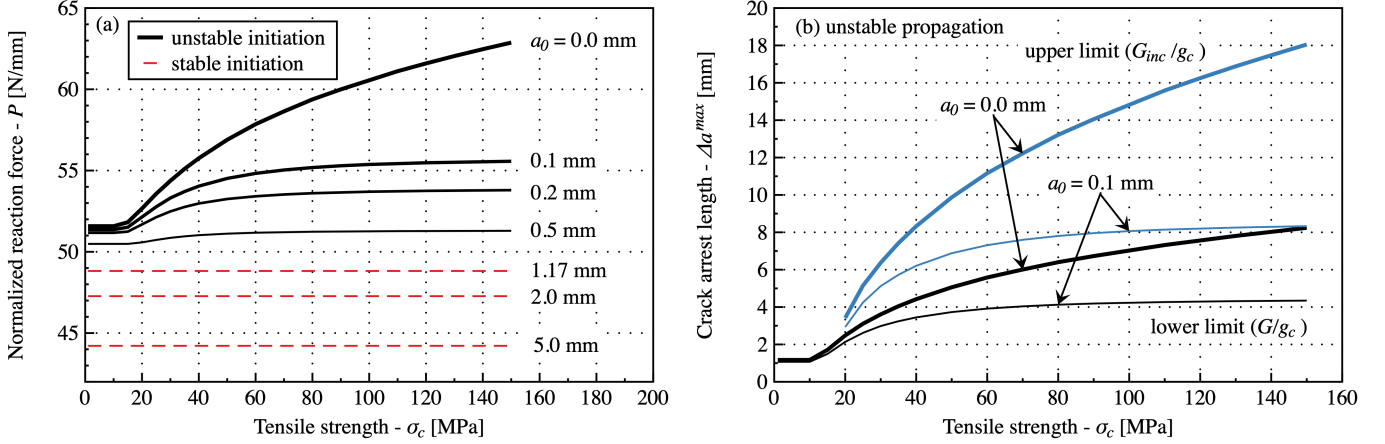 (a)
unstable initiation
stable initiation
a0 = 0.0 mm
0.1 mm
0.2 mm
0.5 mm
1.17 mm
2.0 mm
5.0 mm
Normalized reaction force - P [N/mm]
65
60
55
50
45
0 20 40 60 80 100 120 140 160 180 200
Tensile strength - σc [MPa]
(b) unstable propagation
upper limit (Ginc/gc)
a0 = 0.0 mm
a0 = 0.1 mm
lower limit (G/gc)
Crack arrest length - Δa^max [mm]
20
18
16
14
12
10
8
6
4
2
0
0 20 40 60 80 100 120 140 160
Tensile strength - σc [MPa]